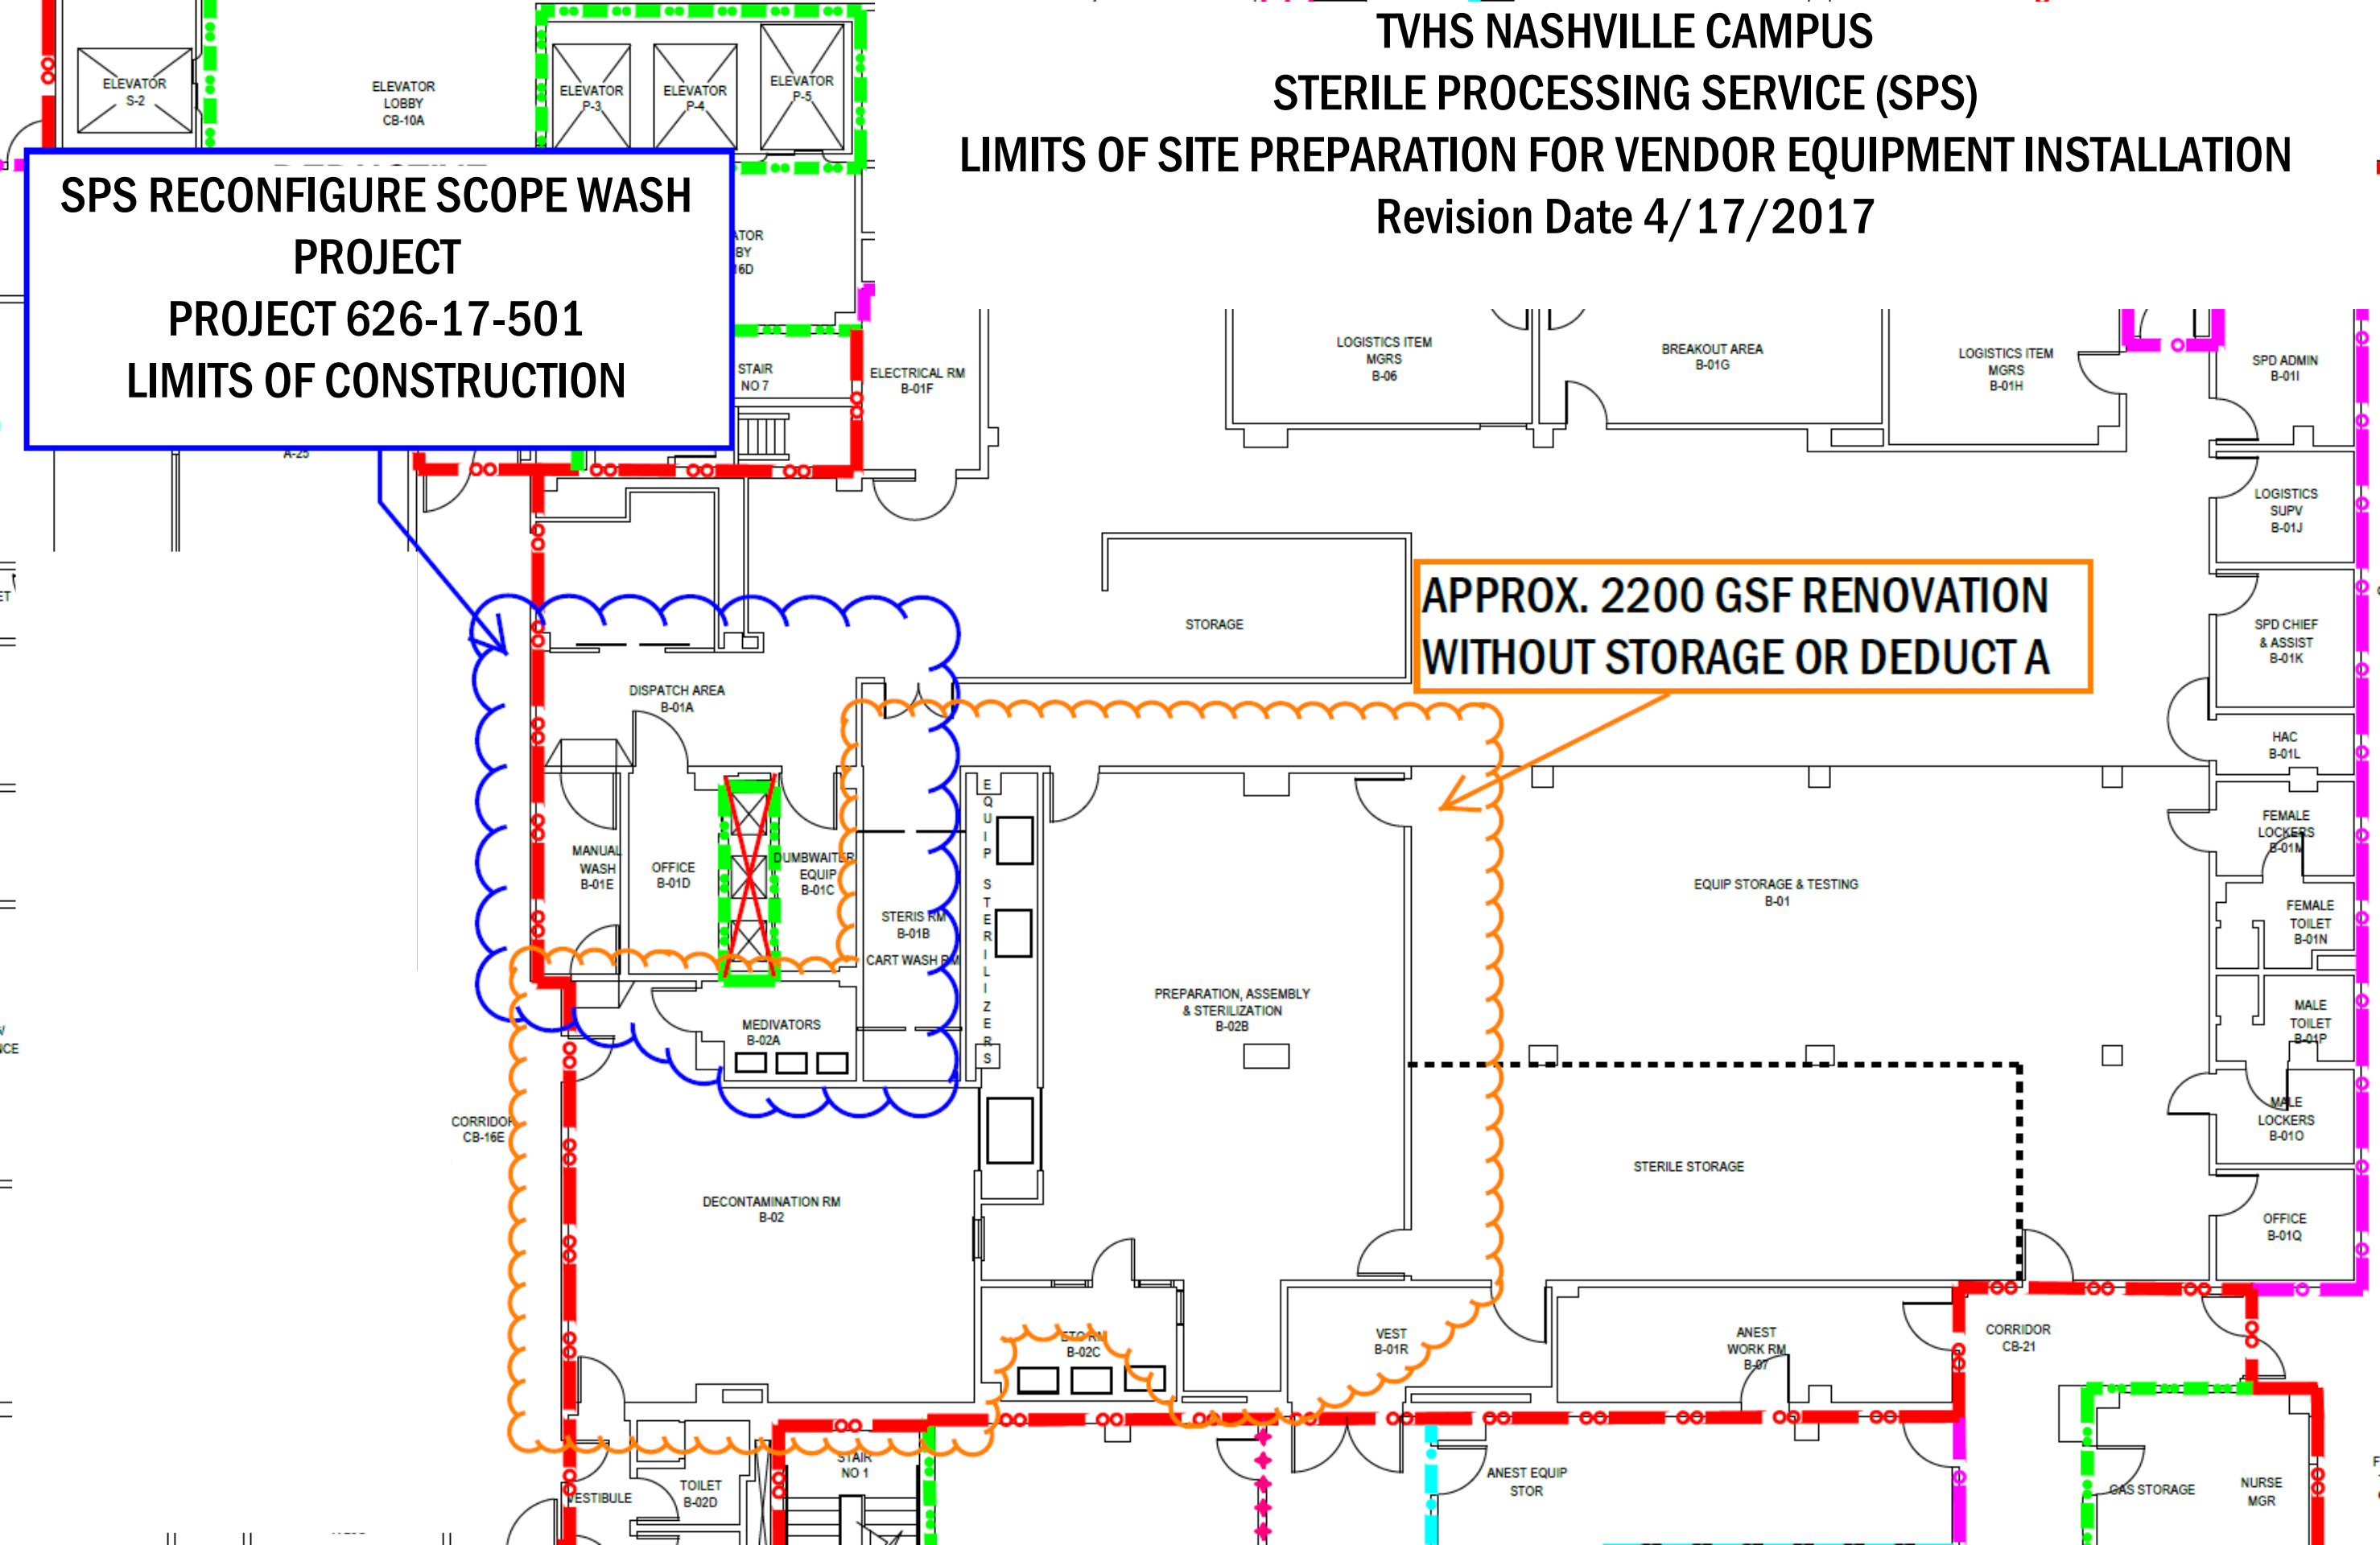 TVHS NASHVILLE CAMPUS
STERILE PROCESSING SERVICE (SPS)
LIMITS OF SITE PREPARATION FOR VENDOR EQUIPMENT INSTALLATION
Revision Date 4/17/2017
ELEVATOR
S-2
ELEVATOR
LOBBY
CB-10A
ELEVATOR
P-3
ELEVATOR
P-4
ELEVATOR
P-5
SPS RECONFIGURE SCOPE WASH
PROJECT
PROJECT 626-17-501
LIMITS OF CONSTRUCTION
STAIR
NO 7
ELECTRICAL RM
B-01F
LOGISTICS ITEM
MGRS
B-06
BREAKOUT AREA
B-01G
LOGISTICS ITEM
MGRS
B-01H
SPD ADMIN
B-01I
A-25
LOGISTICS
SUPV
B-01J
APPROX. 2200 GSF RENOVATION
WITHOUT STORAGE OR DEDUCT A
STORAGE
SPD CHIEF
& ASSIST
B-01K
DISPATCH AREA
B-01A
HAC
B-01L
MANUAL
WASH
B-01E
OFFICE
B-01D
DUMBWAITER
EQUIP
B-01C
STERIS RM
B-01B
CART WASH RM
EQUIP STERILIZERS
FEMALE
LOCKERS
B-01M
EQUIP STORAGE & TESTING
B-01
FEMALE
TOILET
B-01N
PREPARATION, ASSEMBLY
& STERILIZATION
B-02B
MEDIVATORS
B-02A
MALE
TOILET
B-01P
CORRIDOR
CB-16E
MALE
LOCKERS
B-01O
STERILE STORAGE
DECONTAMINATION RM
B-02
OFFICE
B-01Q
ETO RM
B-02C
VEST
B-01R
ANEST
WORK RM
B-07
CORRIDOR
CB-21
STAIR
NO 1
VESTIBULE
TOILET
B-02D
ANEST EQUIP
STOR
GAS STORAGE
NURSE
MGR